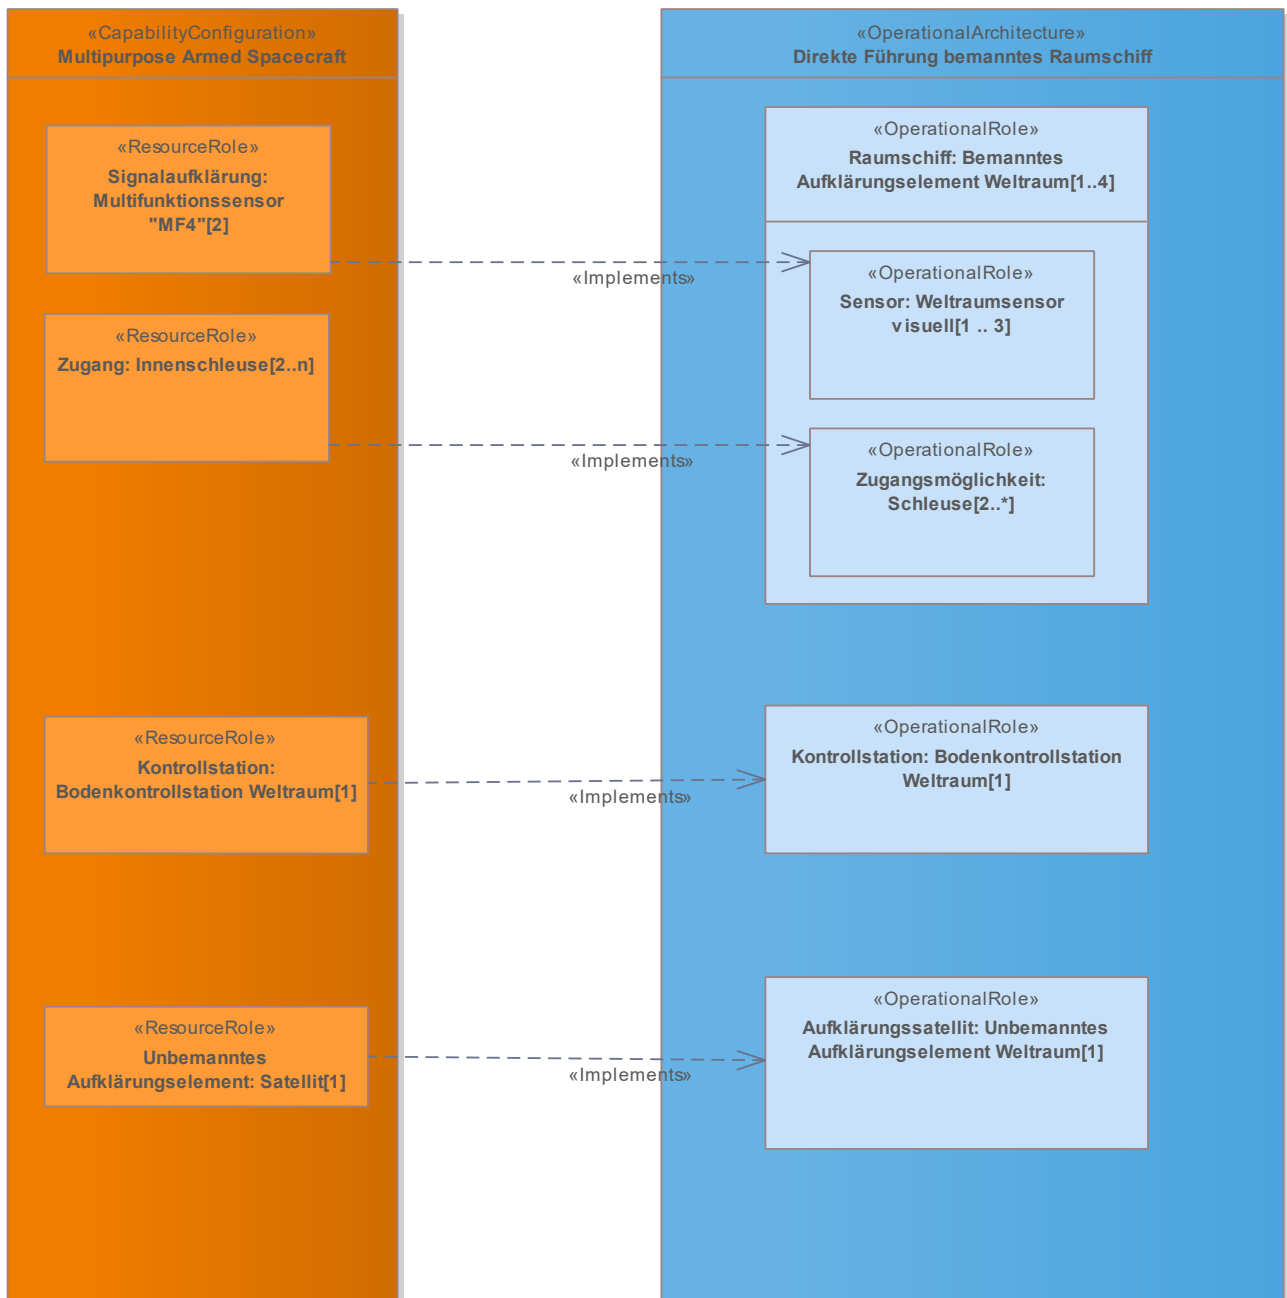 «CapabilityConfiguration»
Multipurpose Armed Spacecraft
«ResourceRole»
Signalaufklärung:
Multifunktionssensor
"MF4"[2]
«ResourceRole»
Zugang: Innenschleuse[2..n]
«ResourceRole»
Kontrollstation:
Bodenkontrollstation Weltraum[1]
«ResourceRole»
Unbemanntes
Aufklärungselement: Satellit[1]
«Implements»
«Implements»
«Implements»
«Implements»
«OperationalArchitecture»
Direkte Führung bemanntes Raumschiff
«OperationalRole»
Raumschiff: Bemanntes
Aufklärungselement Weltraum[1..4]
«OperationalRole»
Sensor: Weltraumsensor
visuell[1 .. 3]
«OperationalRole»
Zugangsmöglichkeit:
Schleuse[2..*]
«OperationalRole»
Kontrollstation: Bodenkontrollstation
Weltraum[1]
«OperationalRole»
Aufklärungssatellit: Unbemanntes
Aufklärungselement Weltraum[1]